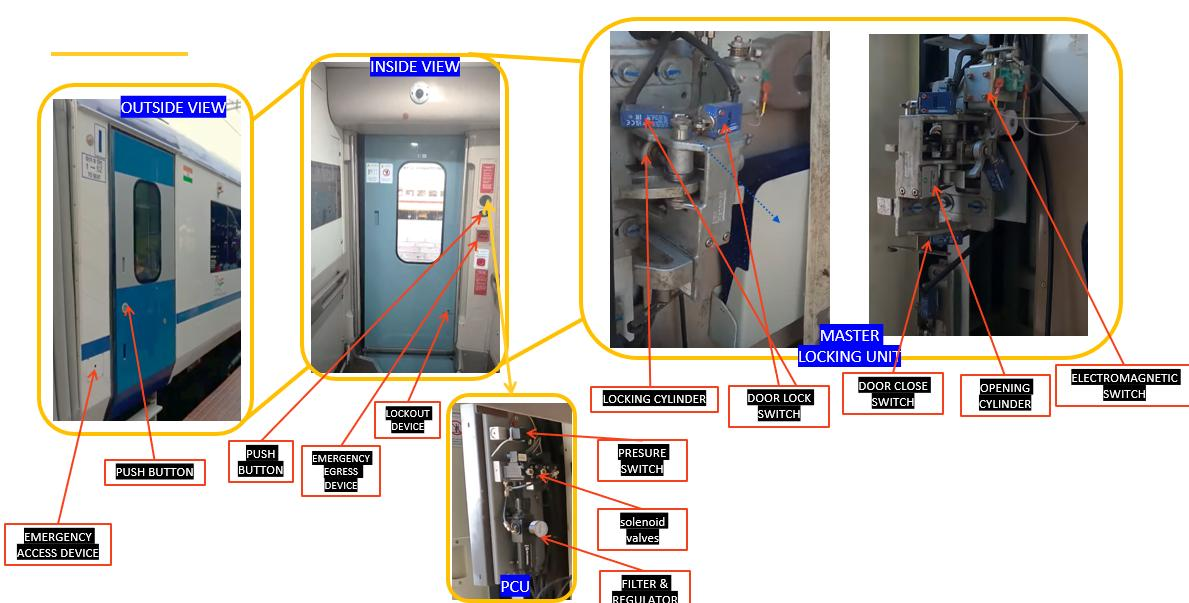 OUTSIDE VIEW
INSIDE VIEW
MASTER
LOCKING UNIT
LOCKING CYLINDER
DOOR LOCK
SWITCH
DOOR CLOSE
SWITCH
OPENING
CYLINDER
ELECTROMAGNETIC
SWITCH
LOCKOUT
DEVICE
PUSH BUTTON
PUSH
BUTTON
EMERGENCY
EGRESS
DEVICE
PRESURE
SWITCH
EMERGENCY
ACCESS DEVICE
solenoid
valves
FILTER &
REGULATOR
PCU